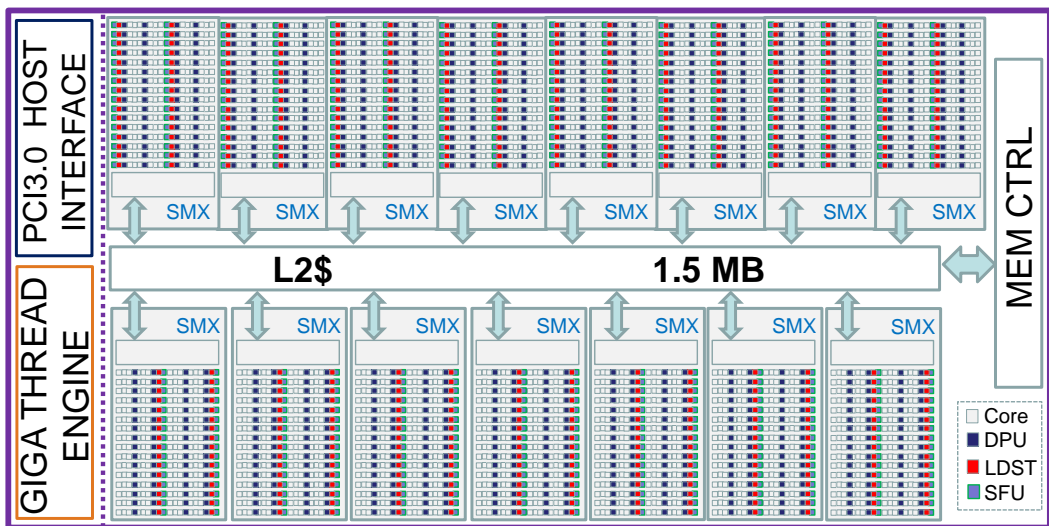 PCI3.0 HOST
INTERFACE
GIGA THREAD
ENGINE
SMX
SMX
SMX
SMX
SMX
SMX
SMX
SMX
L2$ 1.5 MB
SMX
SMX
SMX
SMX
SMX
SMX
SMX
MEM CTRL
Core
DPU
LDST
SFU